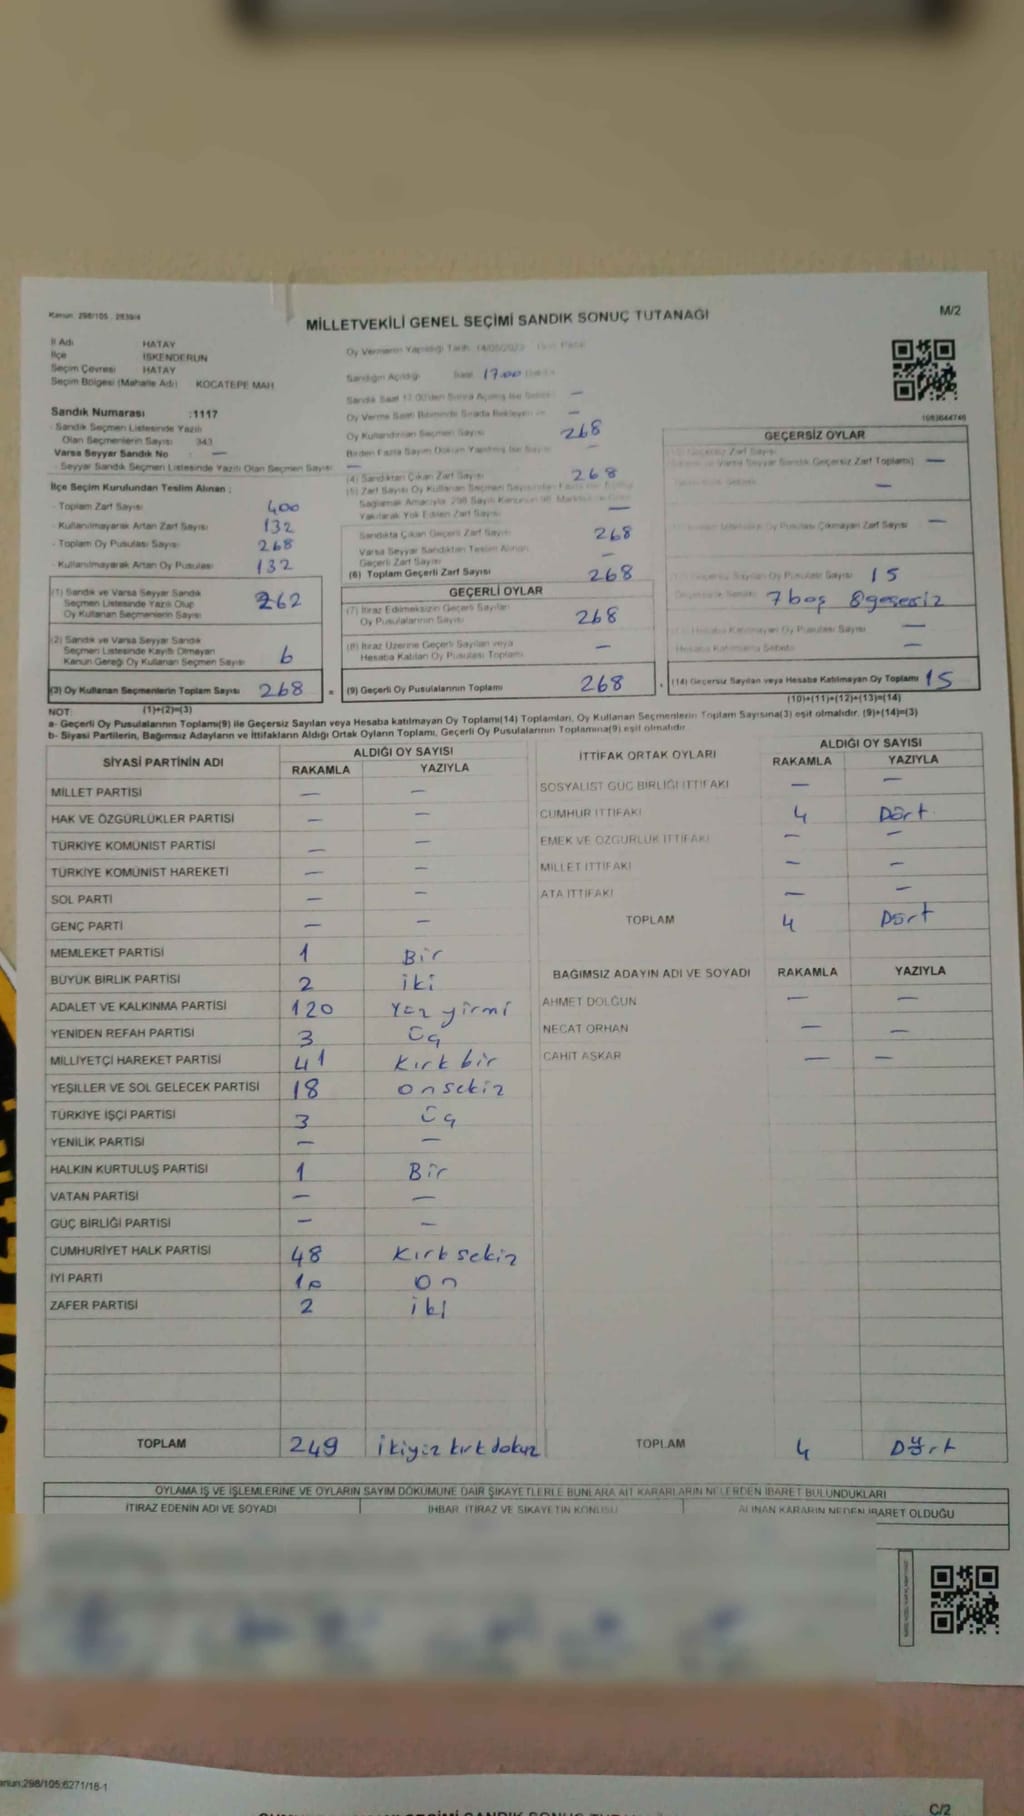 Kanun: 298/105 - 2839/4
MİLLETVEKİLİ GENEL SEÇİMİ SANDIK SONUÇ TUTANAĞI
M/2
İl Adı HATAY
İlçe İSKENDERUN
Seçim Çevresi HATAY
Seçim Bölgesi (Mahalle Adı) KOCATEPE MAH.
Sandık Numarası :1117
- Sandık Seçmen Listesinde Yazılı
Olan Seçmenlerin Sayısı 343
Varsa Seyyar Sandık No —
- Seyyar Sandık Seçmen Listesinde Yazılı Olan Seçmen Sayısı —
İlçe Seçim Kurulundan Teslim Alınan :
- Toplam Zarf Sayısı 400
- Kullanılmayarak Artan Zarf Sayısı 132
- Toplam Oy Pusulası Sayısı 268
- Kullanılmayarak Artan Oy Pusulası 132
(1) Sandık ve Varsa Seyyar Sandık
Seçmen Listesinde Yazılı Olup
Oy Kullanan Seçmenlerin Sayısı 262
(2) Sandık ve Varsa Seyyar Sandık
Seçmen Listesinde Kayıtlı Olmayan
Kanun Gereği Oy Kullanan Seçmen Sayısı 6
(3) Oy Kullanan Seçmenlerin Toplam Sayısı 268
Oy Vermenin Yapıldığı Tarih 14/05/2023
Sandığın Açıldığı Saat 17.00
Sandık Saat 17:00'den Sonra Açılmış İse Sebebi —
Oy Verme Saati Bitiminde Sırada Bekleyen —
Oy Kullandırılan Seçmen Sayısı 268
Birden Fazla Sayım Döküm Yapılmış İse Sayısı —
(4) Sandıktan Çıkan Zarf Sayısı 268
(5) Zarf Sayısı Oy Kullanan Seçmen Sayısından
Sağlamak Amacıyla 298 Sayılı Kanunun 98.
Yakılarak Yok Edilen Zarf Sayısı —
Sandıkta Çıkan Geçerli Zarf Sayısı 268
Varsa Seyyar Sandıktan Teslim Alınan
Geçerli Zarf Sayısı —
(6) Toplam Geçerli Zarf Sayısı 268
GEÇERLİ OYLAR
(7) İtiraz Edilmeksizin Geçerli Sayılan
Oy Pusulalarının Sayısı 268
(8) İtiraz Üzerine Geçerli Sayılan veya
Hesaba Katılan Oy Pusulası Toplamı —
(9) Geçerli Oy Pusulalarının Toplamı 268
GEÇERSİZ OYLAR
Geçersiz Zarf Sayısı
ve Varsa Seyyar Sandık Geçersiz Zarf Toplamı) —
—
Oy Pusulası Çıkmayan Zarf Sayısı —
Geçersiz Sayılan Oy Pusulası Sayısı 15
7 boş 8 geçersiz
Hesaba Katılmayan Oy Pusulası Sayısı —
Hesaba Katılmama Sebebi —
(14) Geçersiz Sayılan veya Hesaba Katılmayan Oy Toplamı 15
(10)+(11)+(12)+(13)=(14)
NOT: (1)+(2)=(3)
a- Geçerli Oy Pusulalarının Toplamı(9) ile Geçersiz Sayılan veya Hesaba katılmayan Oy Toplamı(14) Toplamları, Oy Kullanan Seçmenlerin Toplam Sayısına(3) eşit olmalıdır. (9)+(14)=(3)
b- Siyasi Partilerin, Bağımsız Adayların ve İttifakların Aldığı Ortak Oyların Toplamı, Geçerli Oy Pusulalarının Toplamına(9) eşit olmalıdır.
SİYASİ PARTİNİN ADI ALDIĞI OY SAYISI
RAKAMLA YAZIYLA
MİLLET PARTİSİ — —
HAK VE ÖZGÜRLÜKLER PARTİSİ — —
TÜRKİYE KOMÜNİST PARTİSİ — —
TÜRKİYE KOMÜNİST HAREKETİ — —
SOL PARTİ — —
GENÇ PARTİ — —
MEMLEKET PARTİSİ 1 Bir
BÜYÜK BİRLİK PARTİSİ 2 iki
ADALET VE KALKINMA PARTİSİ 120 Yüz yirmi
YENİDEN REFAH PARTİSİ 3 Üç
MİLLİYETÇİ HAREKET PARTİSİ 41 Kırk bir
YEŞİLLER VE SOL GELECEK PARTİSİ 18 onsekiz
TÜRKİYE İŞÇİ PARTİSİ 3 Üç
YENİLİK PARTİSİ — —
HALKIN KURTULUŞ PARTİSİ 1 Bir
VATAN PARTİSİ — —
GÜÇ BİRLİĞİ PARTİSİ — —
CUMHURİYET HALK PARTİSİ 48 Kırk sekiz
İYİ PARTİ 10 on
ZAFER PARTİSİ 2 iki
TOPLAM 249 ikiyüz kırk dokuz
İTTİFAK ORTAK OYLARI ALDIĞI OY SAYISI
RAKAMLA YAZIYLA
SOSYALİST GÜÇ BİRLİĞİ İTTİFAKI — —
CUMHUR İTTİFAKI 4 Dört
EMEK VE ÖZGÜRLÜK İTTİFAKI — —
MİLLET İTTİFAKI — —
ATA İTTİFAKI — —
TOPLAM 4 Dört
BAĞIMSIZ ADAYIN ADI VE SOYADI RAKAMLA YAZIYLA
AHMET DOLGUN — —
NECAT ORHAN — —
CAHİT AŞKAR — —
TOPLAM 4 Dört
OYLAMA İŞ VE İŞLEMLERİNE VE OYLARIN SAYIM DÖKÜMÜNE DAİR ŞİKAYETLERLE BUNLARA AİT KARARLARIN NELERDEN İBARET BULUNDUKLARI
İTİRAZ EDENİN ADI VE SOYADI İHBAR, İTİRAZ VE ŞİKAYETİN KONUSU ALINAN KARARIN NEDEN İBARET OLDUĞU
Kanun:298/105;6271/18-1
C/2